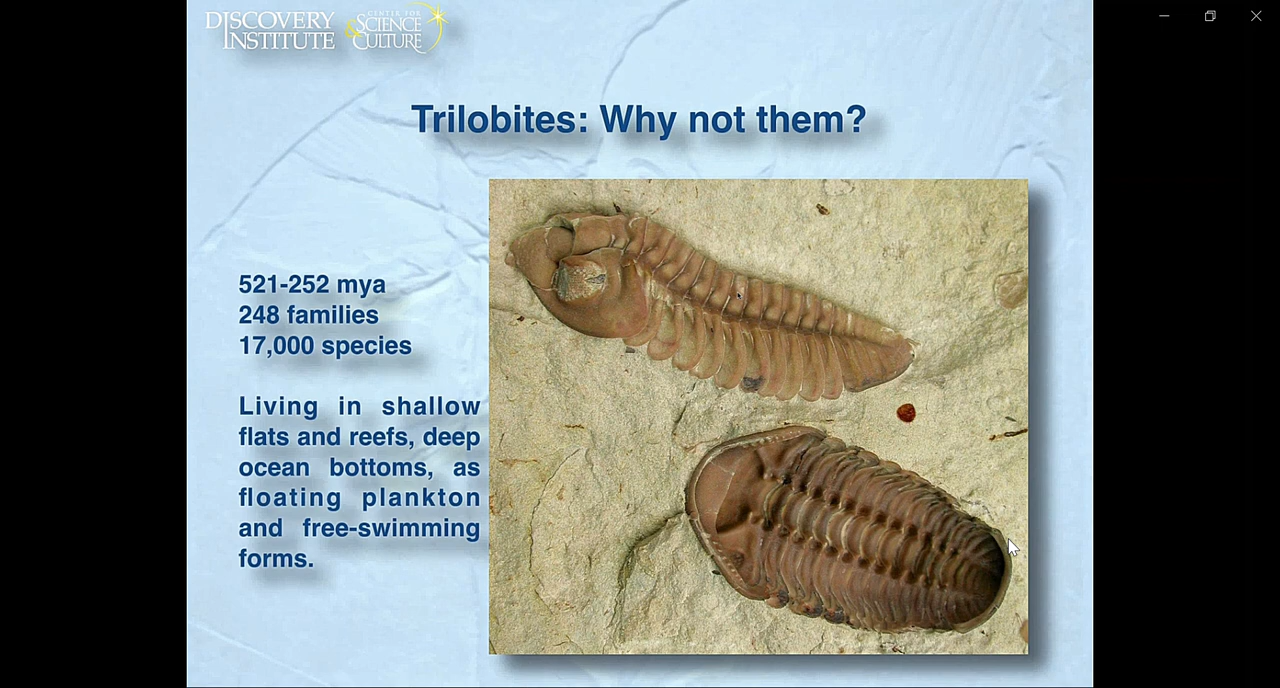 DISCOVERY
INSTITUTE
CENTER FOR
SCIENCE
& CULTURE
Trilobites: Why not them?
521-252 mya
248 families
17,000 species
Living in shallow
flats and reefs, deep
ocean bottoms, as
floating plankton
and free-swimming
forms.